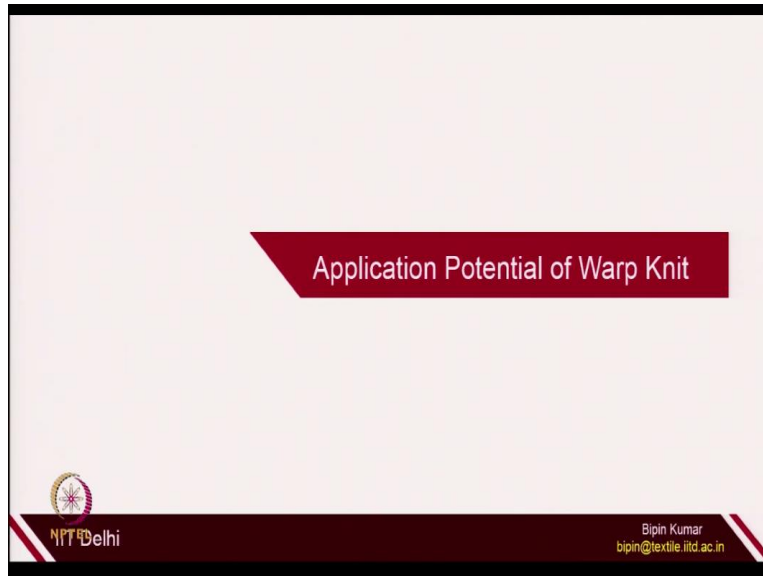 Application Potential of Warp Knit
NPTEL
IIT Delhi
Bipin Kumar
bipin@textile.iitd.ac.in